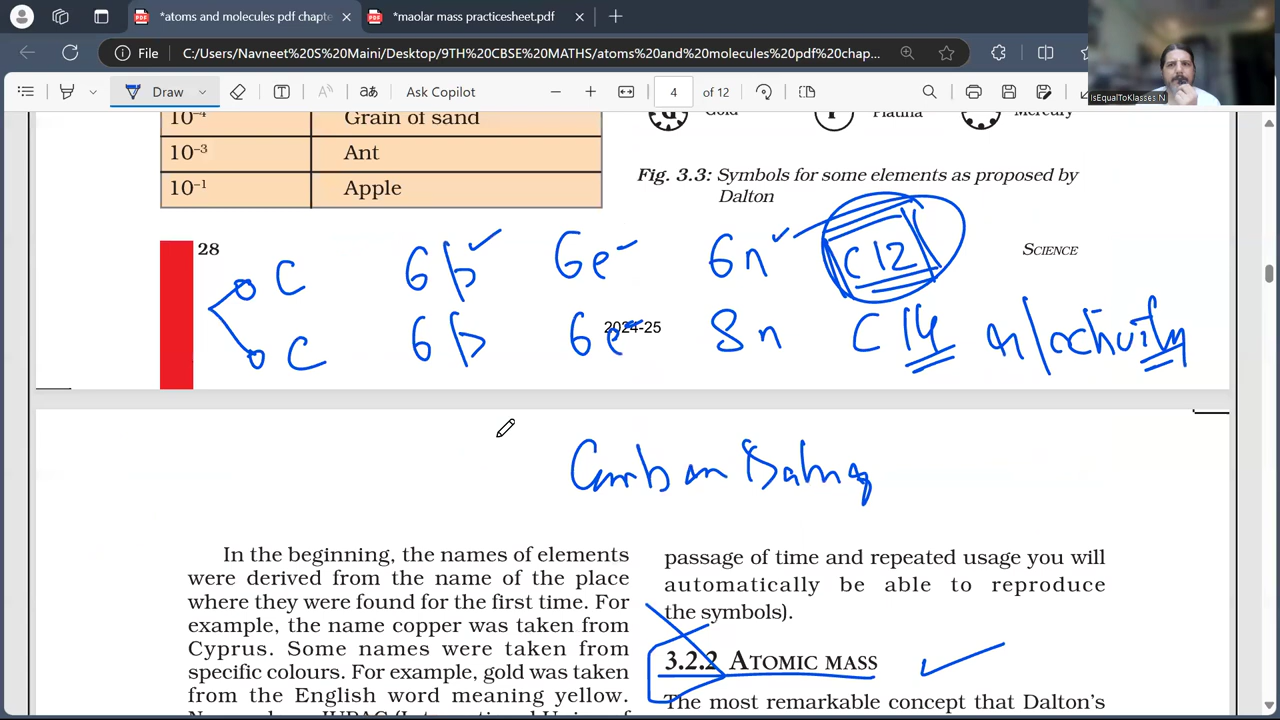 *atoms and molecules pdf chapte
*maolar mass practicesheet.pdf
File
C:/Users/Navneet%20S%20Maini/Desktop/9TH%20CBSE%20MATHS/atoms%20and%20molecules%20pdf%20chap...
IsEqualToKlasses N
Draw
aあ
Ask Copilot
4 of 12
10⁻⁴ Grain of sand
10⁻³ Ant
10⁻¹ Apple
Gold
Platina
Mercury
Fig. 3.3: Symbols for some elements as proposed by
Dalton
28
SCIENCE
C 6p 6e⁻ 6n C12
C 6p 6e⁻ 8n C14
2024-25
Carbon Dating
In the beginning, the names of elements
were derived from the name of the place
where they were found for the first time. For
example, the name copper was taken from
Cyprus. Some names were taken from
specific colours. For example, gold was taken
from the English word meaning yellow.
passage of time and repeated usage you will
automatically be able to reproduce
the symbols).
3.2.2 ATOMIC MASS
The most remarkable concept that Dalton's